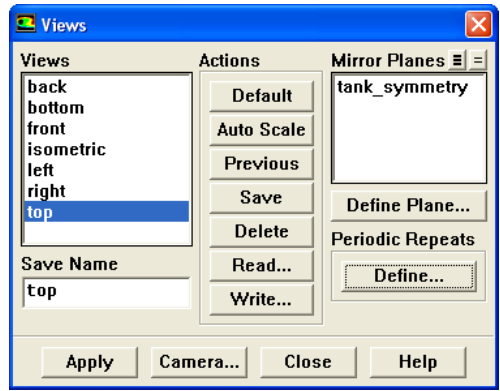 Views
Views
back
bottom
front
isometric
left
right
top
Save Name
top
Actions
Default
Auto Scale
Previous
Save
Delete
Read...
Write...
Mirror Planes
tank_symmetry
Define Plane...
Periodic Repeats
Define...
Apply
Camera...
Close
Help